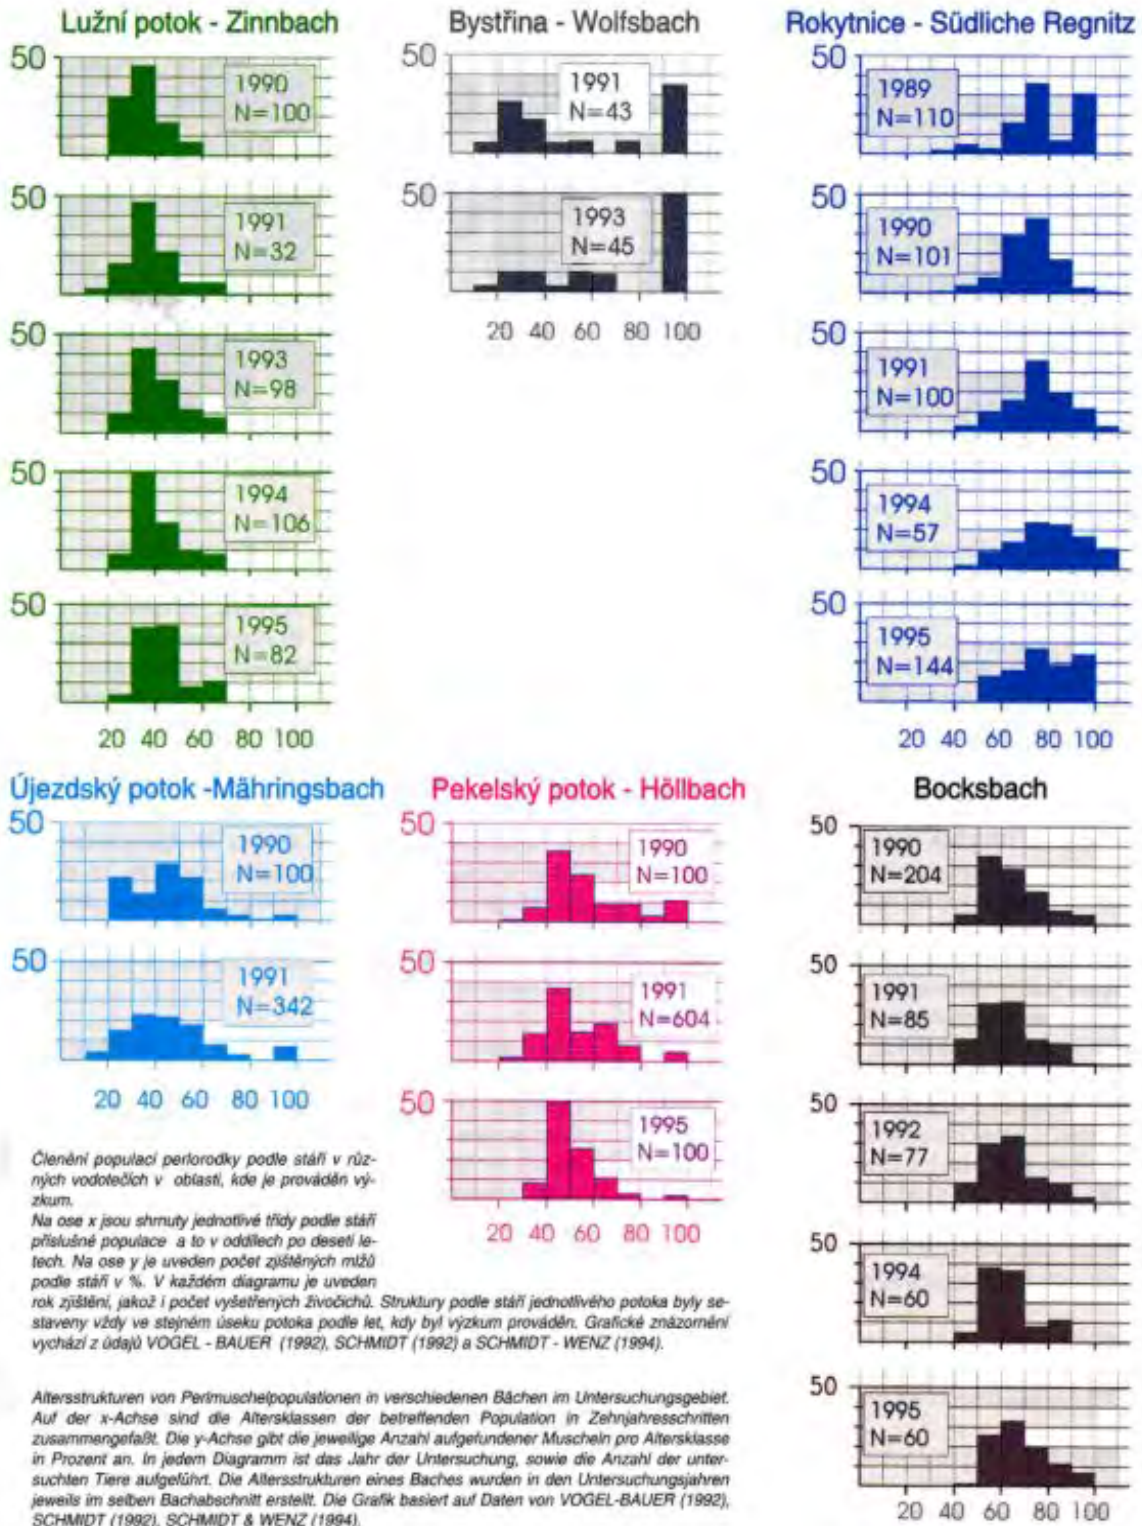 Lužní potok - Zinnbach
50
1990
N=100
50
1991
N=32
50
1993
N=98
50
1994
N=106
50
1995
N=82
20 40 60 80 100
Bystřina - Wolfsbach
50
1991
N=43
50
1993
N=45
20 40 60 80 100
Rokytnice - Südliche Regnitz
50
1989
N=110
50
1990
N=101
50
1991
N=100
50
1994
N=57
50
1995
N=144
20 40 60 80 100
Újezdský potok -Mähringsbach
50
1990
N=100
50
1991
N=342
20 40 60 80 100
Pekelský potok - Höllbach
50
1990
N=100
50
1991
N=604
50
1995
N=100
20 40 60 80 100
Bocksbach
50
1990
N=204
50
1991
N=85
50
1992
N=77
50
1994
N=60
50
1995
N=60
20 40 60 80 100
Členění populací perlorodky podle stáří v růz-
ných vodotečích v oblasti, kde je prováděn vý-
zkum.
Na ose x jsou shrnuty jednotlivé třídy podle stáří
příslušné populace a to v oddílech po deseti le-
tech. Na ose y je uveden počet zjištěných mlžů
podle stáří v %. V každém diagramu je uveden
rok zjištění, jakož i počet vyšetřených živočichů. Struktury podle stáří jednotlivého potoka byly se-
staveny vždy ve stejném úseku potoka podle let, kdy byl výzkum prováděn. Grafické znázornění
vychází z údajů VOGEL - BAUER (1992), SCHMIDT (1992) a SCHMIDT - WENZ (1994).
Altersstrukturen von Perlmuschelpopulationen in verschiedenen Bächen im Untersuchungsgebiet.
Auf der x-Achse sind die Altersklassen der betreffenden Population in Zehnjahresschritten
zusammengefaßt. Die y-Achse gibt die jeweilige Anzahl aufgefundener Muscheln pro Altersklasse
in Prozent an. In jedem Diagramm ist das Jahr der Untersuchung, sowie die Anzahl der unter-
suchten Tiere aufgeführt. Die Altersstrukturen eines Baches wurden in den Untersuchungsjahren
jeweils im selben Bachabschnitt erstellt. Die Grafik basiert auf Daten von VOGEL-BAUER (1992),
SCHMIDT (1992), SCHMIDT & WENZ (1994).